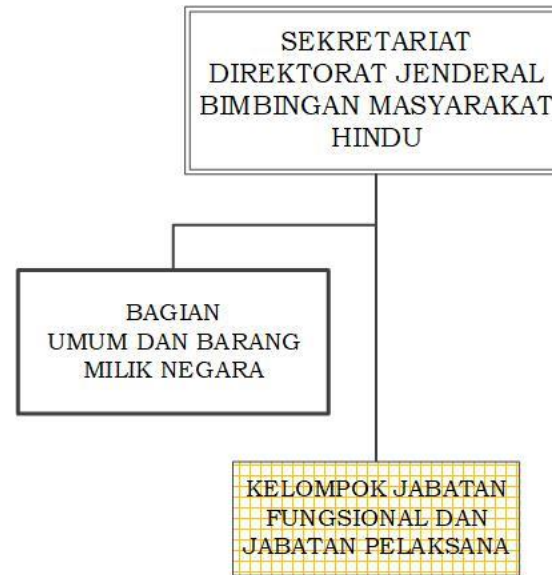 SEKRETARIAT
DIREKTORAT JENDERAL
BIMBINGAN MASYARAKAT
HINDU
BAGIAN
UMUM DAN BARANG
MILIK NEGARA
KELOMPOK JABATAN
FUNGSIONAL DAN
JABATAN PELAKSANA